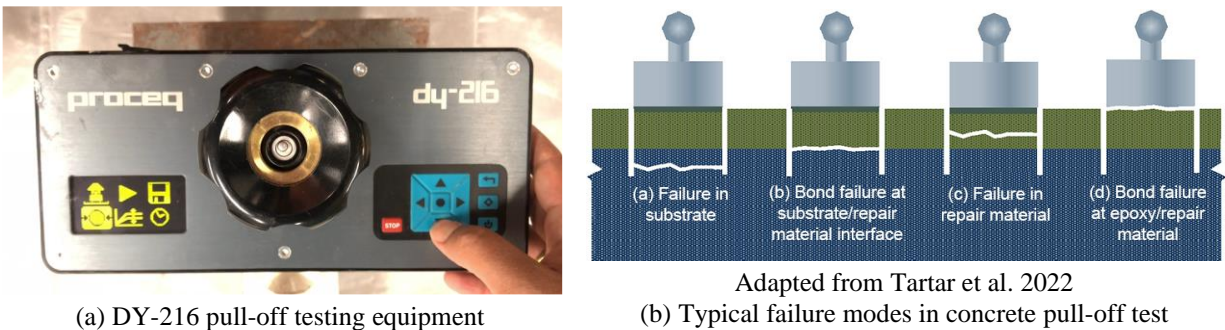 proceq
dy-216
STOP
(a) Failure in
substrate
(b) Bond failure at
substrate/repair
material interface
(c) Failure in
repair material
(d) Bond failure
at epoxy/repair
material
Adapted from Tartar et al. 2022
(a) DY-216 pull-off testing equipment
(b) Typical failure modes in concrete pull-off test